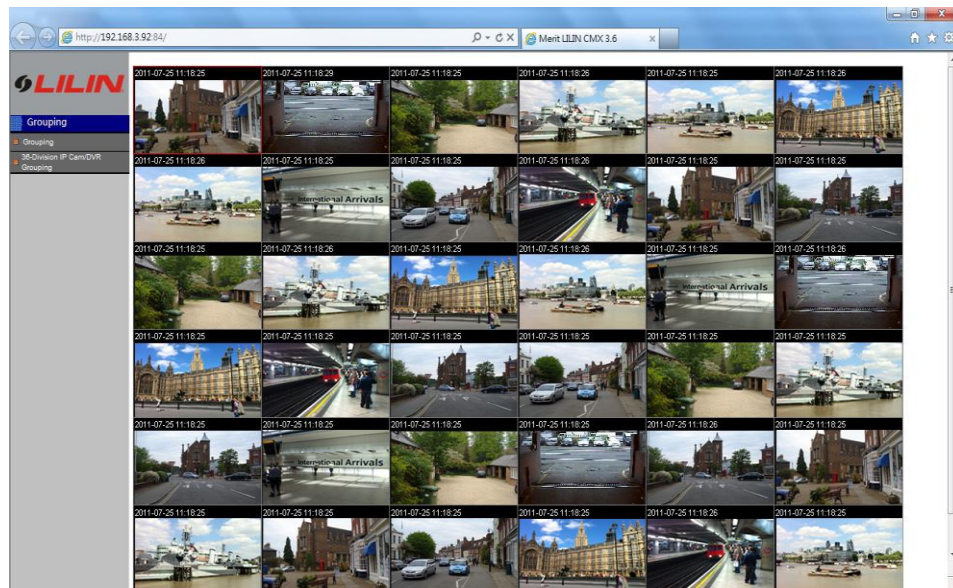 http://192.168.3.92:84/
Merit LILIN CMX 3.6
LILIN
Grouping
Grouping
36-Division IP Cam/DVR
Grouping
2011-07-25 11:18:25 2011-07-25 11:18:29 2011-07-25 11:18:25 2011-07-25 11:18:26 2011-07-25 11:18:25 2011-07-25 11:18:26
2011-07-25 11:18:26 2011-07-25 11:18:25 2011-07-25 11:18:25 2011-07-25 11:18:26 2011-07-25 11:18:25 2011-07-25 11:18:26
International Arrivals
2011-07-25 11:18:25 2011-07-25 11:18:26 2011-07-25 11:18:25 2011-07-25 11:18:26 2011-07-25 11:18:25 2011-07-25 11:18:26
International Arrivals
2011-07-25 11:18:25 2011-07-25 11:18:25 2011-07-25 11:18:25 2011-07-25 11:18:25 2011-07-25 11:18:25 2011-07-25 11:18:25
2011-07-25 11:18:25 2011-07-25 11:18:25 2011-07-25 11:18:25 2011-07-25 11:18:25 2011-07-25 11:18:26 2011-07-25 11:18:25
International Arrivals
2011-07-25 11:18:25 2011-07-25 11:18:25 2011-07-25 11:18:25 2011-07-25 11:18:25 2011-07-25 11:18:26 2011-07-25 11:18:25